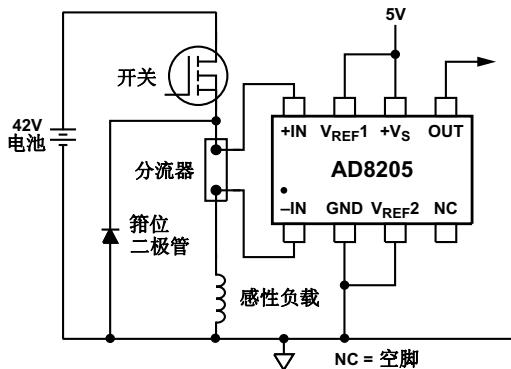 5V
开关
42V
电池
+IN VREF1 +VS OUT
AD8205
分流器
–IN GND VREF2 NC
箝位
二极管
感性负载
NC = 空脚